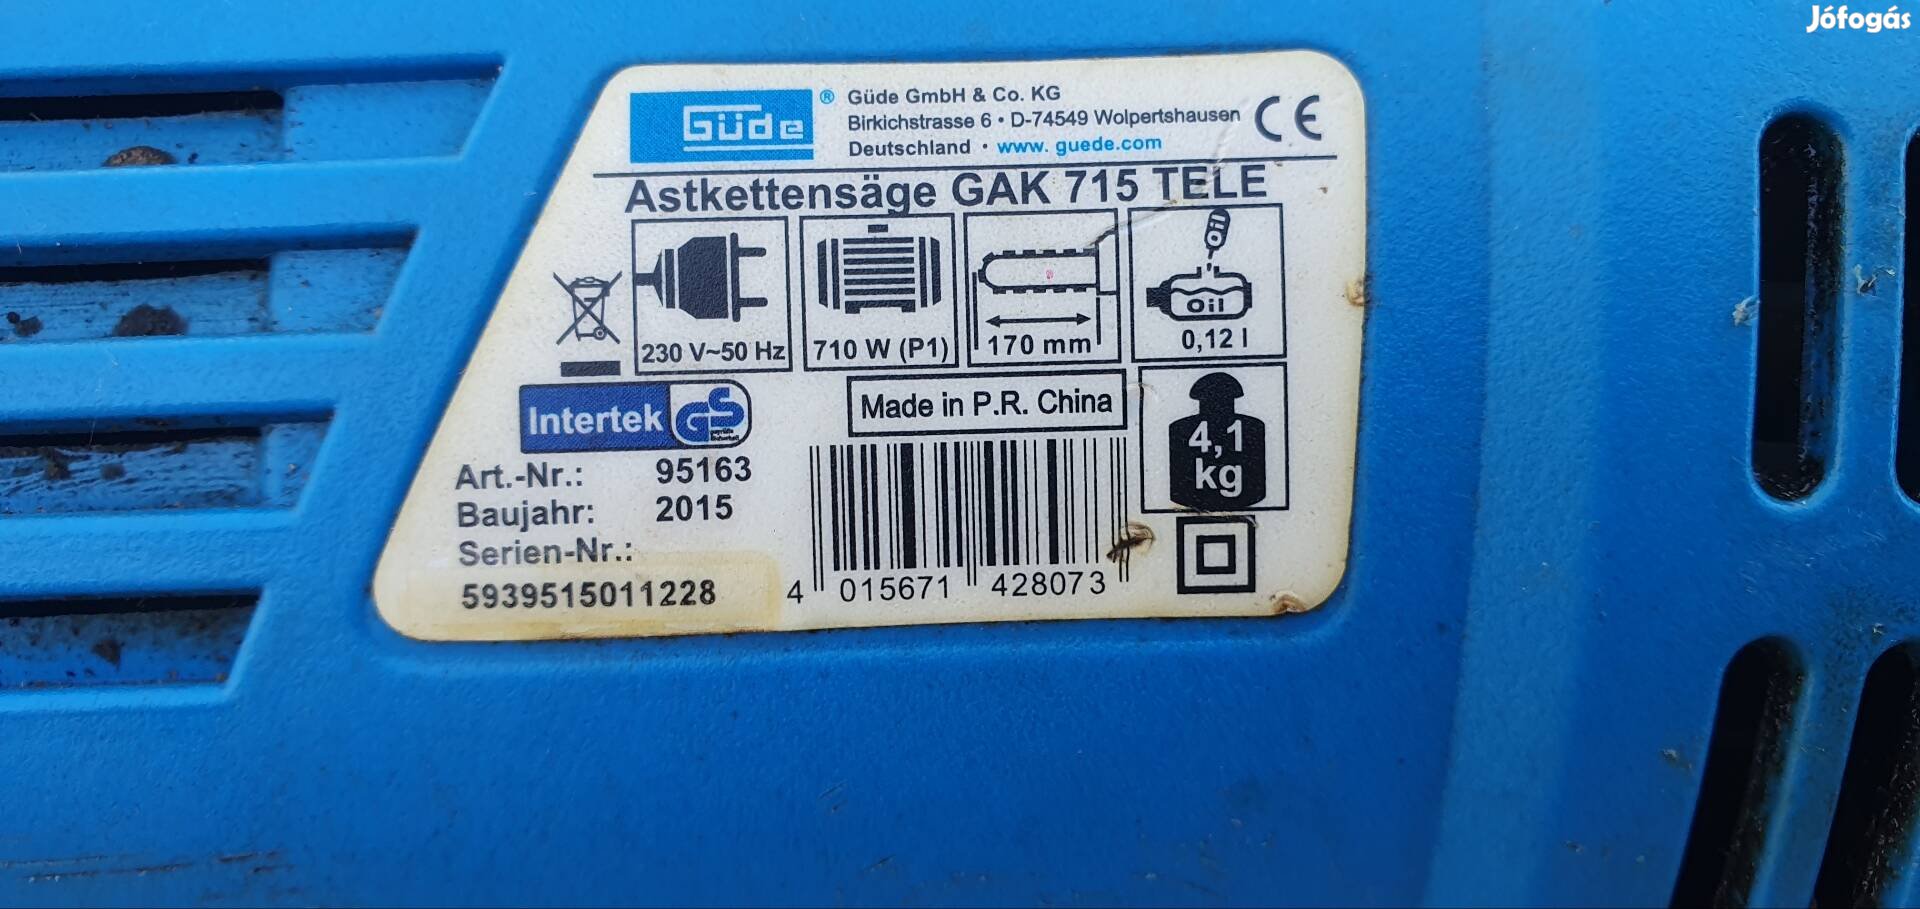 Jófogás
Güde ® Güde GmbH & Co. KG
Birkichstrasse 6 • D-74549 Wolpertshausen
Deutschland • www. guede.com
CE
Astkettensäge GAK 715 TELE
Oil
Oil
230 V~50 Hz 710 W (P1) 170 mm 0,12 l
Intertek GS
Made in P.R. China
4,1
kg
Art.-Nr.: 95163
Baujahr: 2015
Serien-Nr.:
5939515011228
4 015671 428073